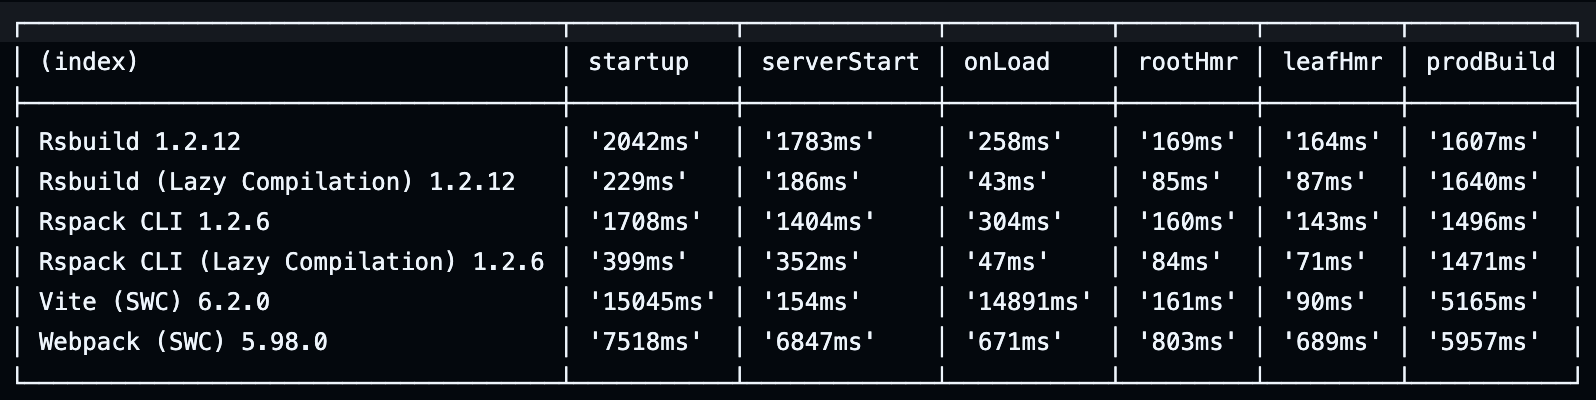 (index) startup serverStart onLoad rootHmr leafHmr prodBuild
Rsbuild 1.2.12 '2042ms' '1783ms' '258ms' '169ms' '164ms' '1607ms'
Rsbuild (Lazy Compilation) 1.2.12 '229ms' '186ms' '43ms' '85ms' '87ms' '1640ms'
Rspack CLI 1.2.6 '1708ms' '1404ms' '304ms' '160ms' '143ms' '1496ms'
Rspack CLI (Lazy Compilation) 1.2.6 '399ms' '352ms' '47ms' '84ms' '71ms' '1471ms'
Vite (SWC) 6.2.0 '15045ms' '154ms' '14891ms' '161ms' '90ms' '5165ms'
Webpack (SWC) 5.98.0 '7518ms' '6847ms' '671ms' '803ms' '689ms' '5957ms'